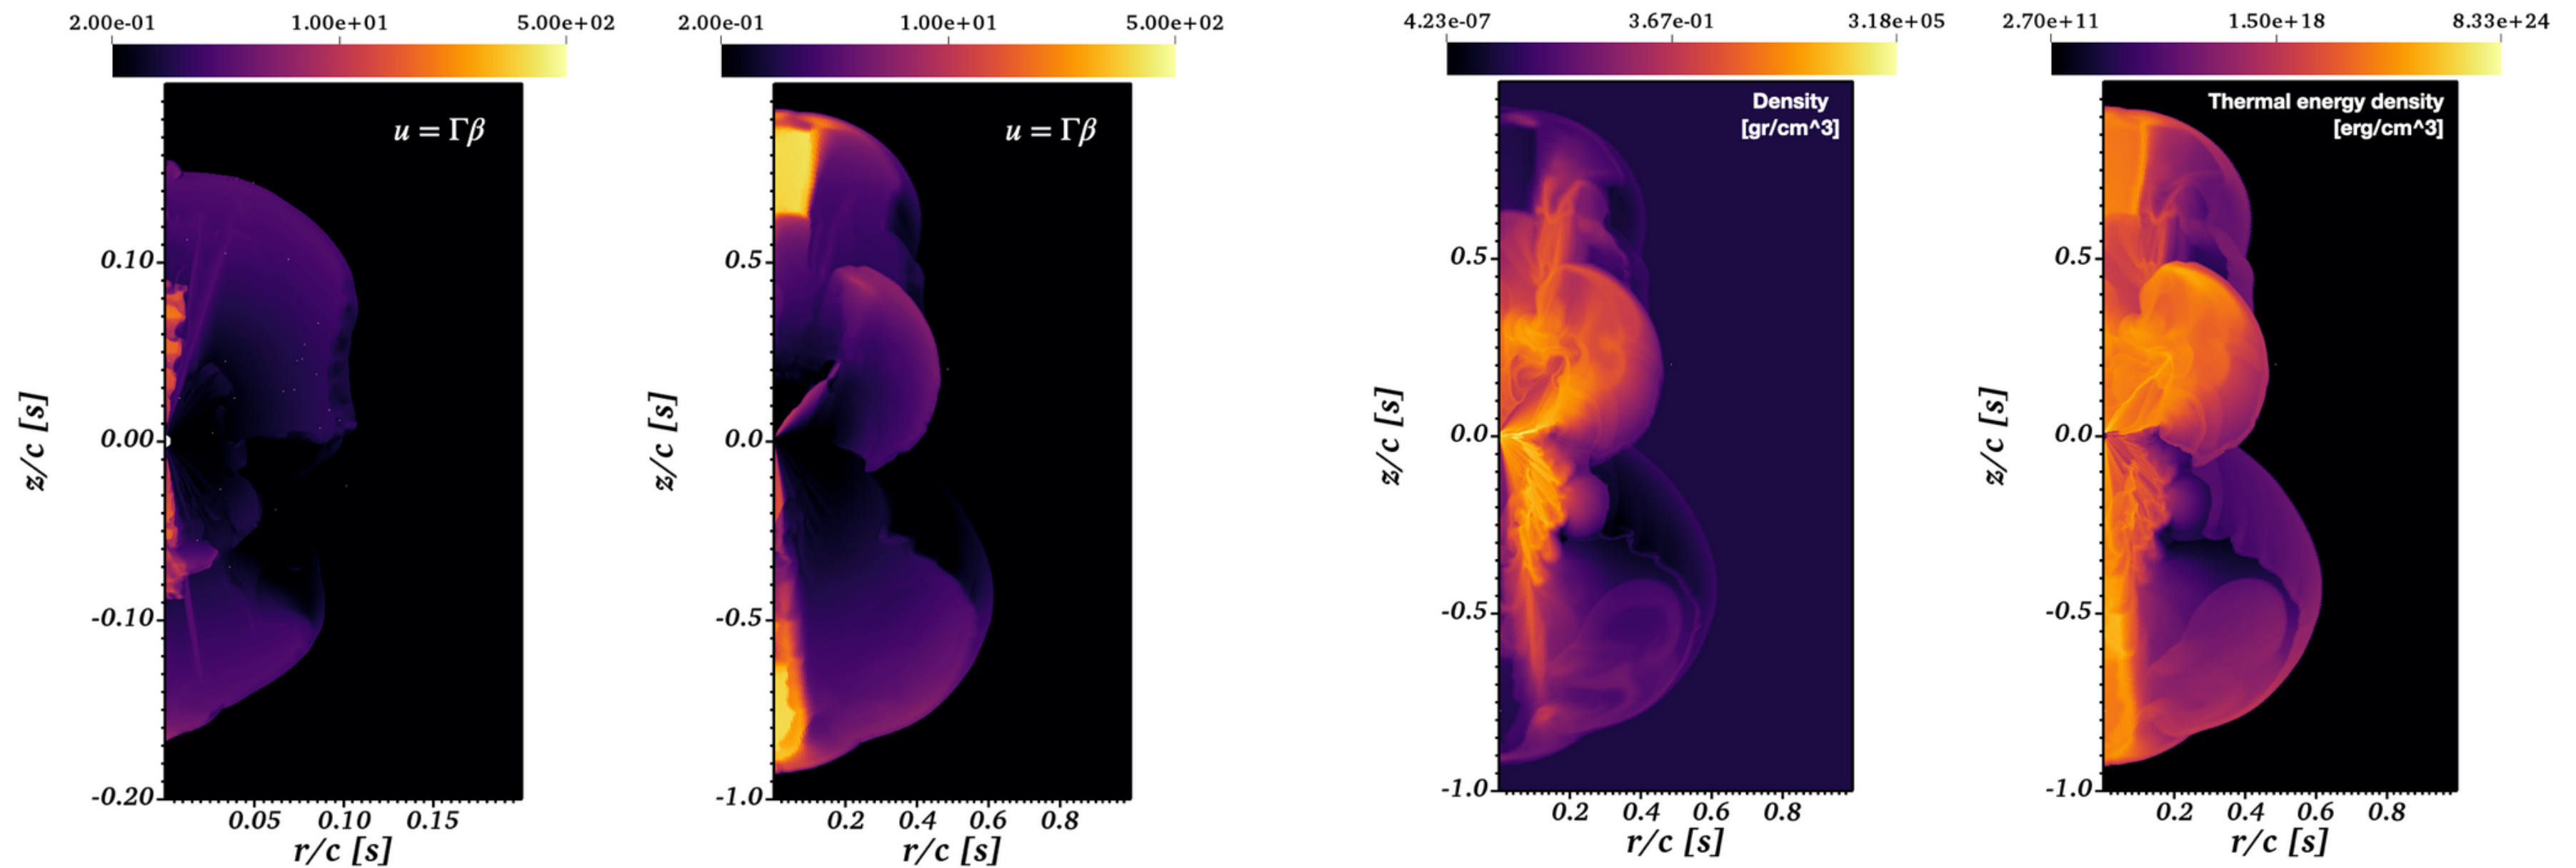 2.00e-01 1.00e+01 5.00e+02
u = Γβ
0.10
0.00
-0.10
-0.20
z/c [s]
0.05 0.10 0.15
r/c [s]
2.00e-01 1.00e+01 5.00e+02
u = Γβ
0.5
0.0
-0.5
-1.0
z/c [s]
0.2 0.4 0.6 0.8
r/c [s]
4.23e-07 3.67e-01 3.18e+05
Density
[gr/cm^3]
0.5
0.0
-0.5
-1.0
z/c [s]
0.2 0.4 0.6 0.8
r/c [s]
2.70e+11 1.50e+18 8.33e+24
Thermal energy density
[erg/cm^3]
0.5
0.0
-0.5
-1.0
z/c [s]
0.2 0.4 0.6 0.8
r/c [s]